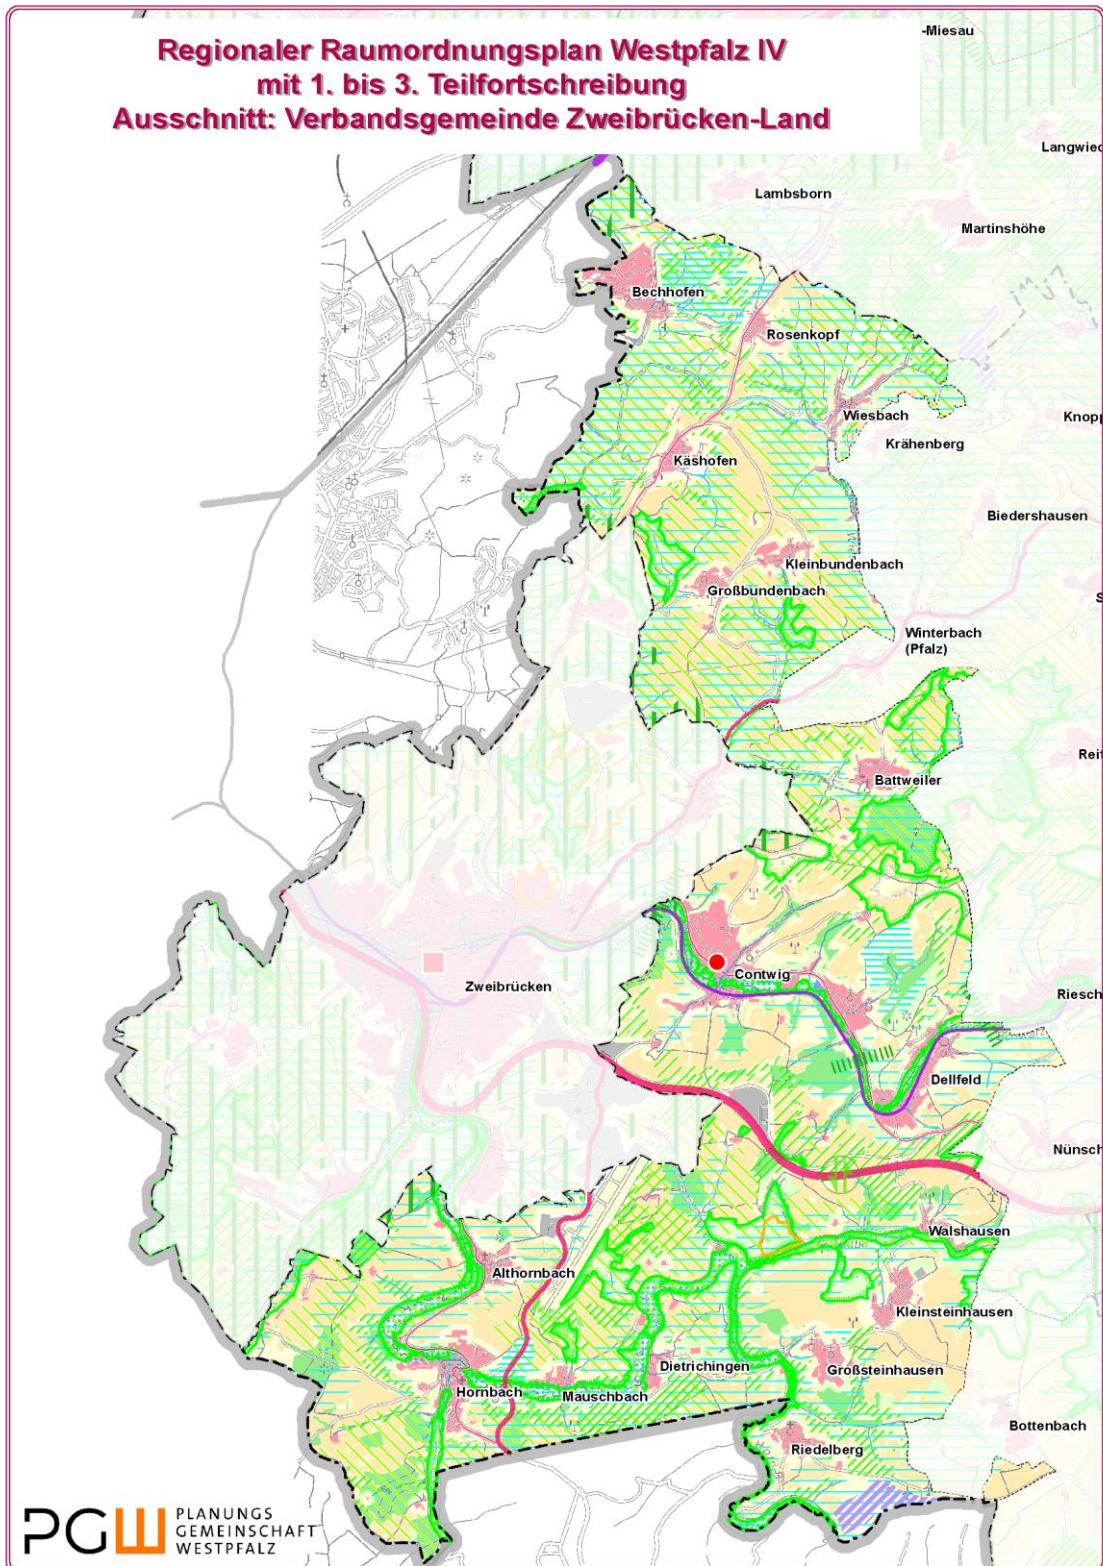 Regionaler Raumordnungsplan Westpfalz IV
mit 1. bis 3. Teilfortschreibung
Ausschnitt: Verbandsgemeinde Zweibrücken-Land
-Miesau
Langwied
Lambsborn
Martinshöhe
Bechhofen
Rosenkopf
Wiesbach
Knopp
Krähenberg
Käshofen
Biedershausen
Kleinbundenbach
Großbundenbach
Winterbach
(Pfalz)
Reif
Battweiler
Contwig
Zweibrücken
Riesch
Dellfeld
Nünsch
Walshausen
Althornbach
Kleinsteinhausen
Dietrichingen
Großsteinhausen
Hornbach
Mauschbach
Bottenbach
Riedelberg
PGW PLANUNGS
GEMEINSCHAFT
WESTPFALZ